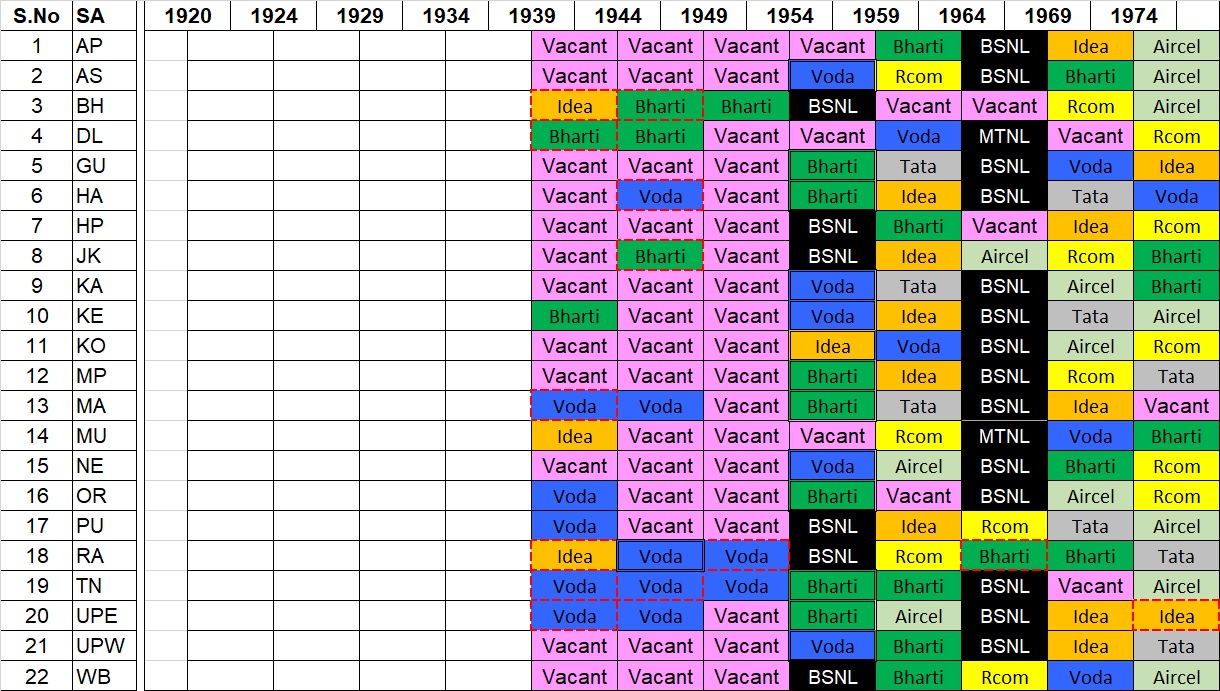 S.No SA 1920 1924 1929 1934 1939 1944 1949 1954 1959 1964 1969 1974
1 AP Vacant Vacant Vacant Vacant Bharti BSNL Idea Aircel
2 AS Vacant Vacant Vacant Voda Rcom BSNL Bharti Aircel
3 BH Idea Bharti Bharti BSNL Vacant Vacant Rcom Aircel
4 DL Bharti Bharti Vacant Vacant Voda MTNL Vacant Rcom
5 GU Vacant Vacant Vacant Bharti Tata BSNL Voda Idea
6 HA Vacant Voda Vacant Bharti Idea BSNL Tata Voda
7 HP Vacant Vacant Vacant BSNL Bharti Vacant Idea Rcom
8 JK Vacant Bharti Vacant BSNL Idea Aircel Rcom Bharti
9 KA Vacant Vacant Vacant Voda Tata BSNL Aircel Bharti
10 KE Bharti Vacant Vacant Voda Idea BSNL Tata Aircel
11 KO Vacant Vacant Vacant Idea Voda BSNL Aircel Rcom
12 MP Vacant Vacant Vacant Bharti Idea BSNL Rcom Tata
13 MA Voda Voda Vacant Bharti Tata BSNL Idea Vacant
14 MU Idea Vacant Vacant Vacant Rcom MTNL Voda Bharti
15 NE Vacant Vacant Vacant Voda Aircel BSNL Bharti Rcom
16 OR Voda Vacant Vacant Bharti Vacant BSNL Aircel Rcom
17 PU Voda Vacant Vacant BSNL Idea Rcom Tata Aircel
18 RA Idea Voda Voda BSNL Rcom Bharti Bharti Tata
19 TN Voda Voda Voda Bharti Bharti BSNL Vacant Aircel
20 UPE Voda Voda Vacant Bharti Aircel BSNL Idea Idea
21 UPW Vacant Vacant Vacant Voda Bharti BSNL Idea Tata
22 WB Vacant Vacant Vacant BSNL Bharti Rcom Voda Aircel